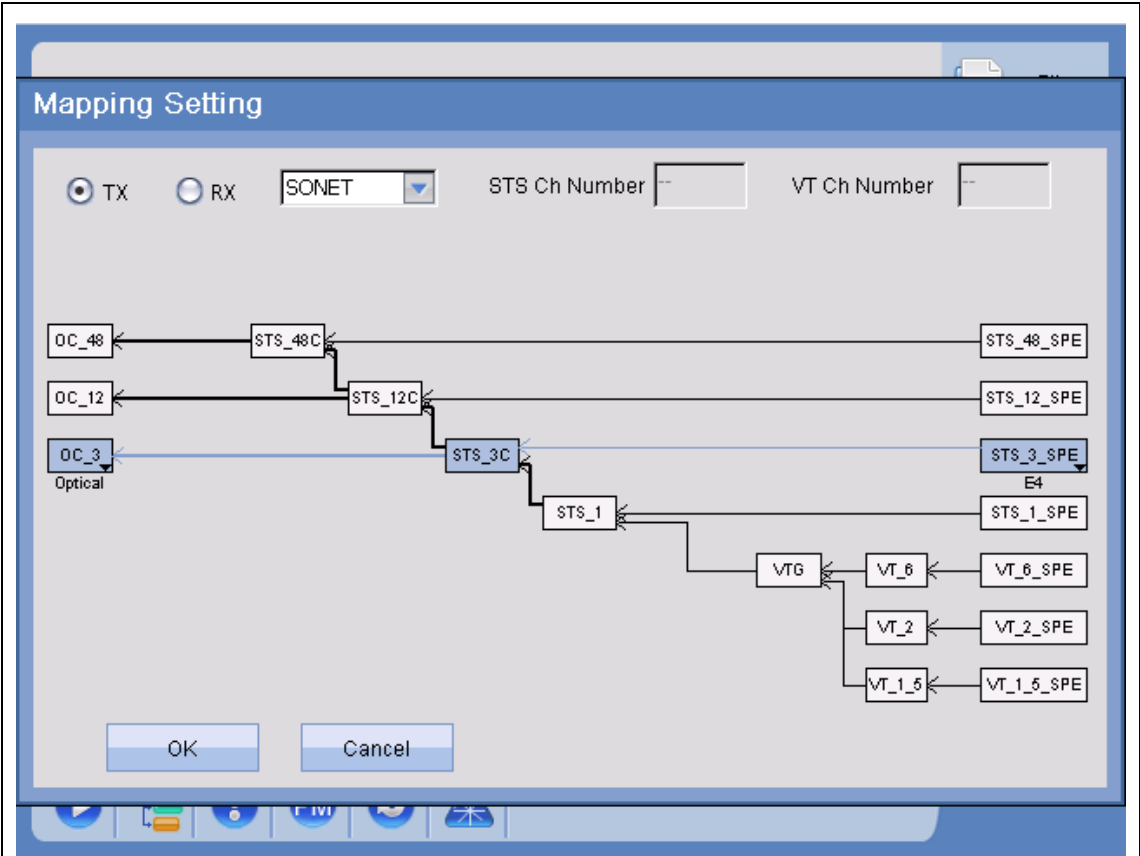 Mapping Setting
TX RX SONET STS Ch Number -- VT Ch Number --
OC_48 STS_48C STS_48_SPE
OC_12 STS_12C STS_12_SPE
OC_3 STS_3C STS_3_SPE
Optical E4
STS_1 STS_1_SPE
VTG VT_6 VT_6_SPE
VT_2 VT_2_SPE
VT_1_5 VT_1_5_SPE
OK Cancel
PM